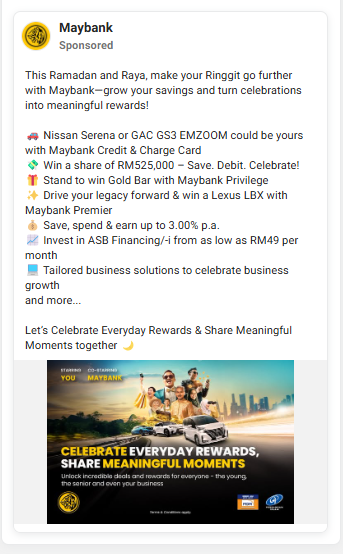 Maybank
Sponsored
This Ramadan and Raya, make your Ringgit go further
with Maybank—grow your savings and turn celebrations
into meaningful rewards!
🚗 Nissan Serena or GAC GS3 EMZOOM could be yours
with Maybank Credit & Charge Card
💸 Win a share of RM525,000 – Save. Debit. Celebrate!
🎁 Stand to win Gold Bar with Maybank Privilege
✨ Drive your legacy forward & win a Lexus LBX with
Maybank Premier
💰 Save, spend & earn up to 3.00% p.a.
📈 Invest in ASB Financing/-i from as low as RM49 per
month
📃 Tailored business solutions to celebrate business
growth
and more...
Let's Celebrate Everyday Rewards & Share Meaningful
Moments together 🌙
STARRING CO-STARRING
YOU MAYBANK
CELEBRATE EVERYDAY REWARDS,
SHARE MEANINGFUL MOMENTS
Unlock incredible deals and rewards for everyone - the young,
the senior and even your business
Terms & Conditions apply.